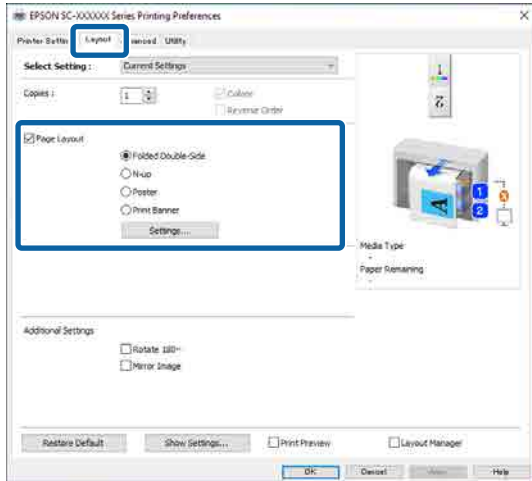 EPSON SC-XXXXXX Series Printing Preferences
Layout Utility
Select Setting : Current Settings
Copies : 1 Collate
Reverse Order
Page Layout
Folded Double-Side
N-up
Poster
Print Banner
Settings...
1
2
Media Type
-
Paper Remaining
-
Additional Settings
Rotate 180°
Mirror Image
Restore Default Show Settings... Print Preview Layout Manager
OK Cancel Help